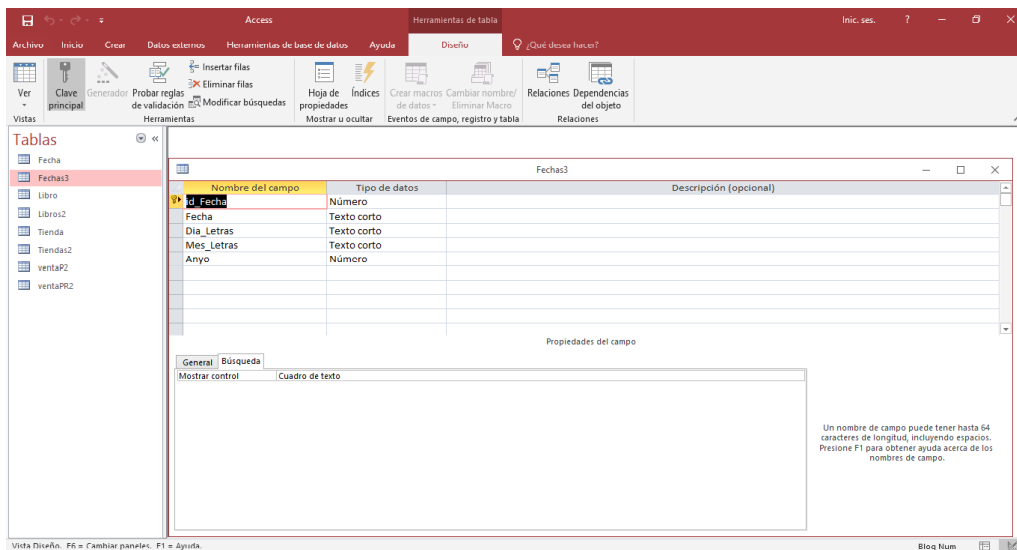 Access
Herramientas de tabla
Inic. ses.
?
Archivo Inicio Crear Datos externos Herramientas de base de datos Ayuda Diseño ¿Qué desea hacer?
Ver
Clave principal
Generador
Probar reglas de validación
Insertar filas
Eliminar filas
Modificar búsquedas
Hoja de propiedades
Índices
Crear macros de datos
Cambiar nombre/ Eliminar Macro
Relaciones
Dependencias del objeto
Vistas Herramientas Mostrar u ocultar Eventos de campo, registro y tabla Relaciones
Tablas
Fecha
Fechas3
Libro
Libros2
Tienda
Tiendas2
ventaP2
ventaPR2
Fechas3
Nombre del campo Tipo de datos Descripción (opcional)
id_Fecha Número
Fecha Texto corto
Dia_Letras Texto corto
Mes_Letras Texto corto
Anyo Número
Propiedades del campo
General Búsqueda
Mostrar control Cuadro de texto
Un nombre de campo puede tener hasta 64
caracteres de longitud, incluyendo espacios.
Presione F1 para obtener ayuda acerca de los
nombres de campo.
Vista Diseño. F6 = Cambiar paneles. F1 = Ayuda.
Bloq Num